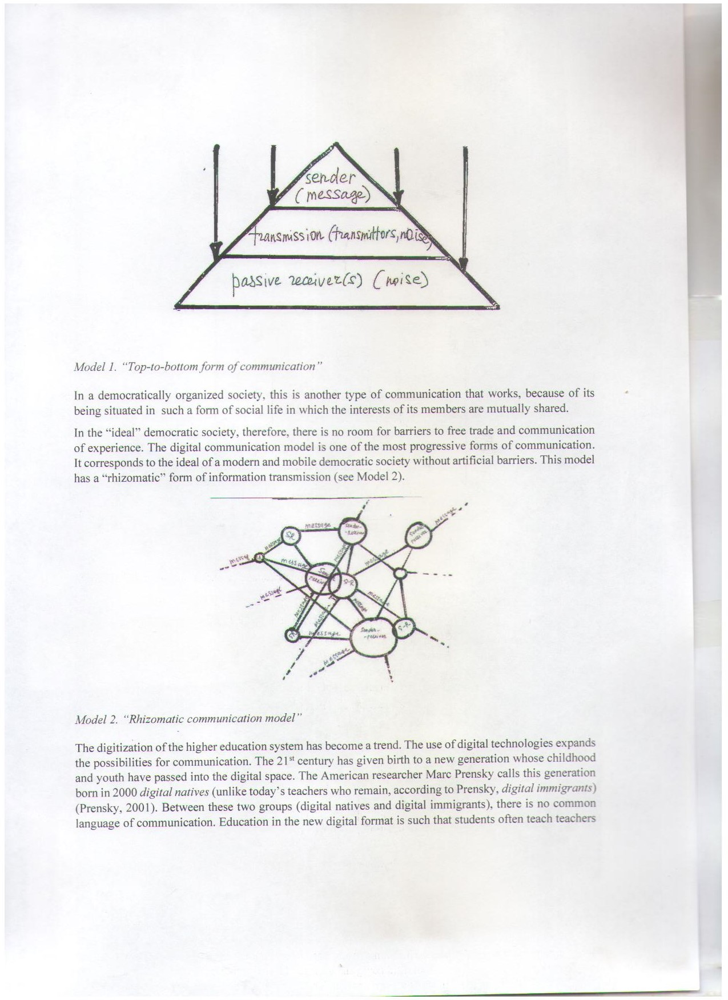 sender
(message)
transmission (transmittors, noise)
passive receiver(s) (noise)
Model 1. “Top-to-bottom form of communication”
In a democratically organized society, this is another type of communication that works, because of its
being situated in such a form of social life in which the interests of its members are mutually shared.
In the “ideal” democratic society, therefore, there is no room for barriers to free trade and communication
of experience. The digital communication model is one of the most progressive forms of communication.
It corresponds to the ideal of a modern and mobile democratic society without artificial barriers. This model
has a “rhizomatic” form of information transmission (see Model 2).
message
Sender-
-Receiver
message
Sender
receiver
SR
message
message
message
message
message
Sender
receiver
S-R
message
message
message
message
message
SR
message
Sender-
-receiver
S-R
message
Model 2. “Rhizomatic communication model”
The digitization of the higher education system has become a trend. The use of digital technologies expands
the possibilities for communication. The 21st century has given birth to a new generation whose childhood
and youth have passed into the digital space. The American researcher Marc Prensky calls this generation
born in 2000 digital natives (unlike today’s teachers who remain, according to Prensky, digital immigrants)
(Prensky, 2001). Between these two groups (digital natives and digital immigrants), there is no common
language of communication. Education in the new digital format is such that students often teach teachers